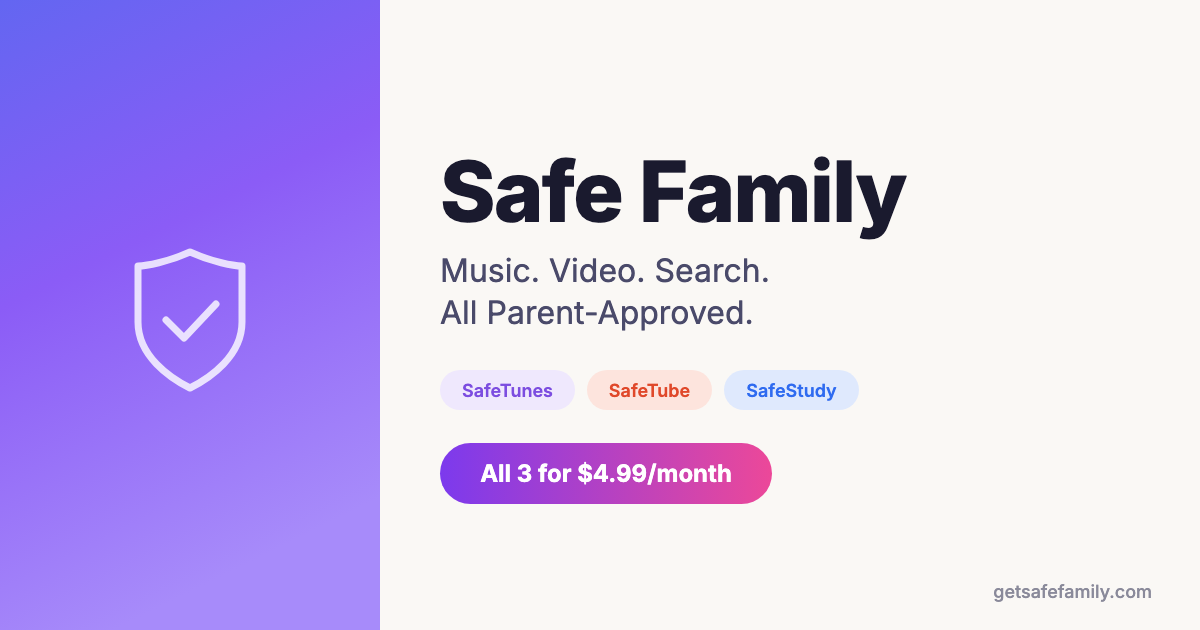 Safe Family
Music. Video. Search.
All Parent-Approved.
SafeTunes SafeTube SafeStudy
All 3 for $4.99/month
getsafefamily.com